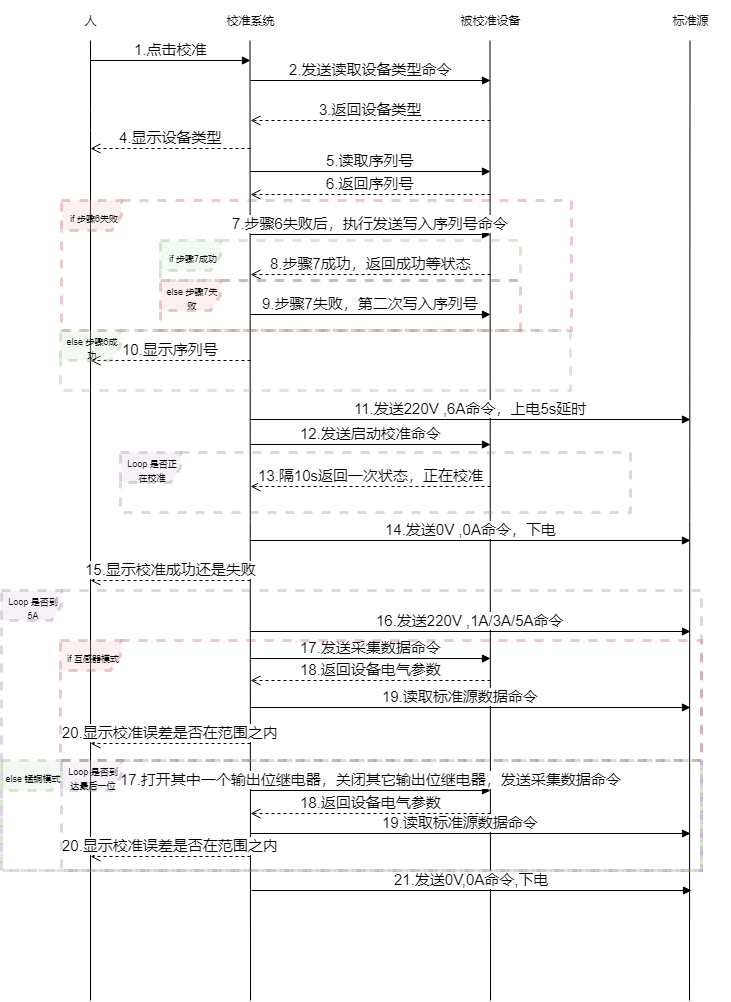 人
校准系统
被校准设备
标准源
1.点击校准
2.发送读取设备类型命令
3.返回设备类型
4.显示设备类型
5.读取序列号
6.返回序列号
if 步骤6失败
7.步骤6失败后，执行发送写入序列号命令
if 步骤7成功
8.步骤7成功，返回成功等状态
else 步骤7失
败
9.步骤7失败，第二次写入序列号
else 步骤6成
功
10.显示序列号
11.发送220V ,6A命令，上电5s延时
12.发送启动校准命令
Loop 是否正
在校准
13.隔10s返回一次状态，正在校准
14.发送0V ,0A命令，下电
15.显示校准成功还是失败
Loop 是否到
5A
16.发送220V ,1A/3A/5A命令
if 互感器模式
17.发送采集数据命令
18.返回设备电气参数
19.读取标准源数据命令
20.显示校准误差是否在范围之内
else 锰铜模式
Loop 是否到
达最后一位
17.打开其中一个输出位继电器，关闭其它输出位继电器，发送采集数据命令
18.返回设备电气参数
19.读取标准源数据命令
20.显示校准误差是否在范围之内
21.发送0V,0A命令,下电